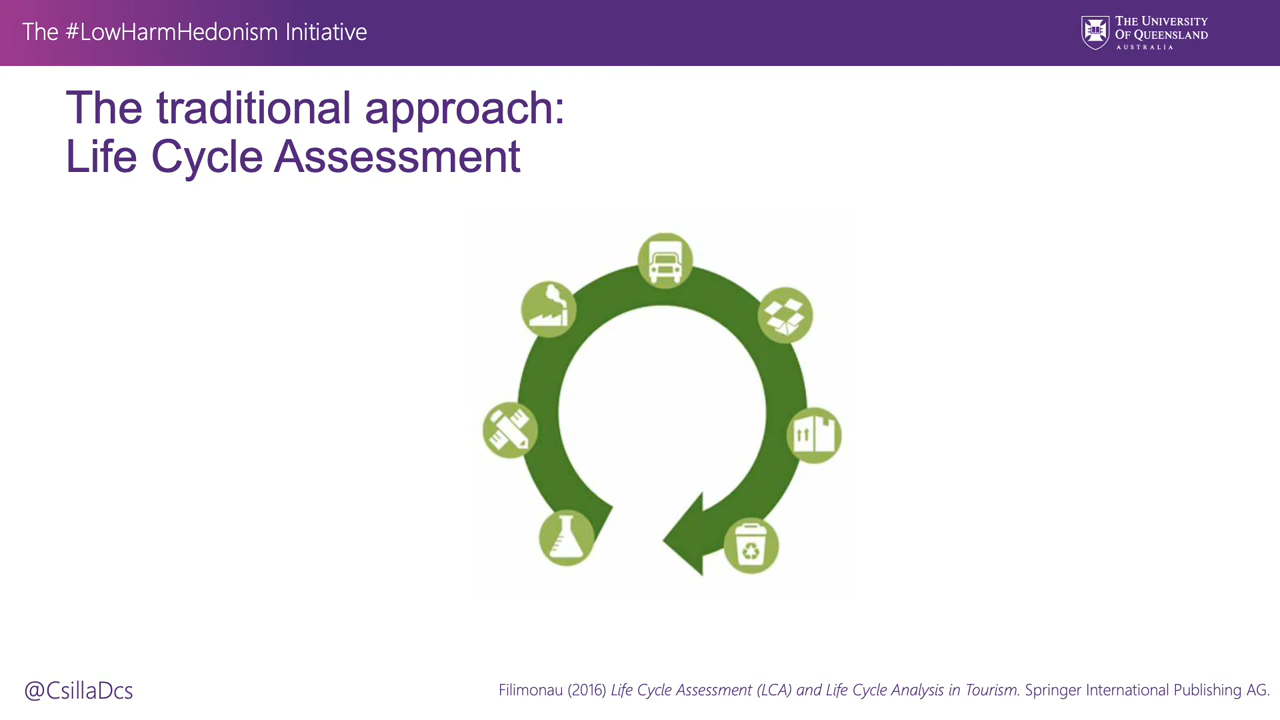 The #LowHarmHedonism Initiative
THE UNIVERSITY
OF QUEENSLAND
AUSTRALIA
The traditional approach:
Life Cycle Assessment
@CsillaDcs
Filimonau (2016) Life Cycle Assessment (LCA) and Life Cycle Analysis in Tourism. Springer International Publishing AG.